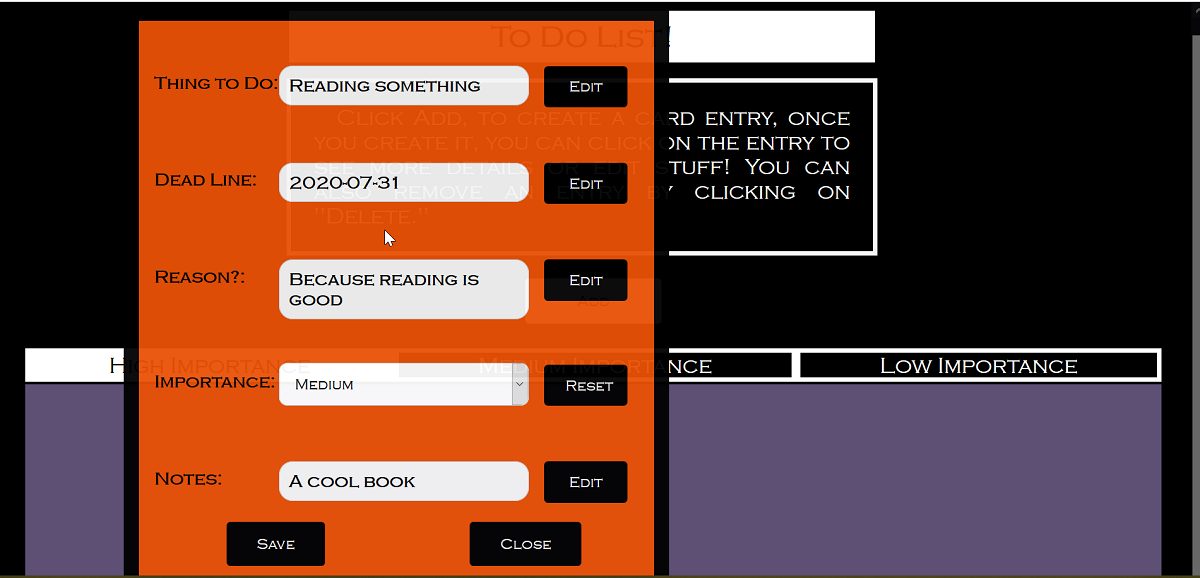 To Do List!
Thing to Do: Reading something Edit
Click Add, to create a card entry, once
you create it, you can click on the entry to
see more details or edit stuff! You can
also remove an entry by clicking on
"Delete."
Dead Line: 2020-07-31 Edit
Reason?: Because reading is
good
Edit
Add
High Importance Medium Importance Low Importance
Importance: Medium Reset
Notes: A cool book Edit
Save Close